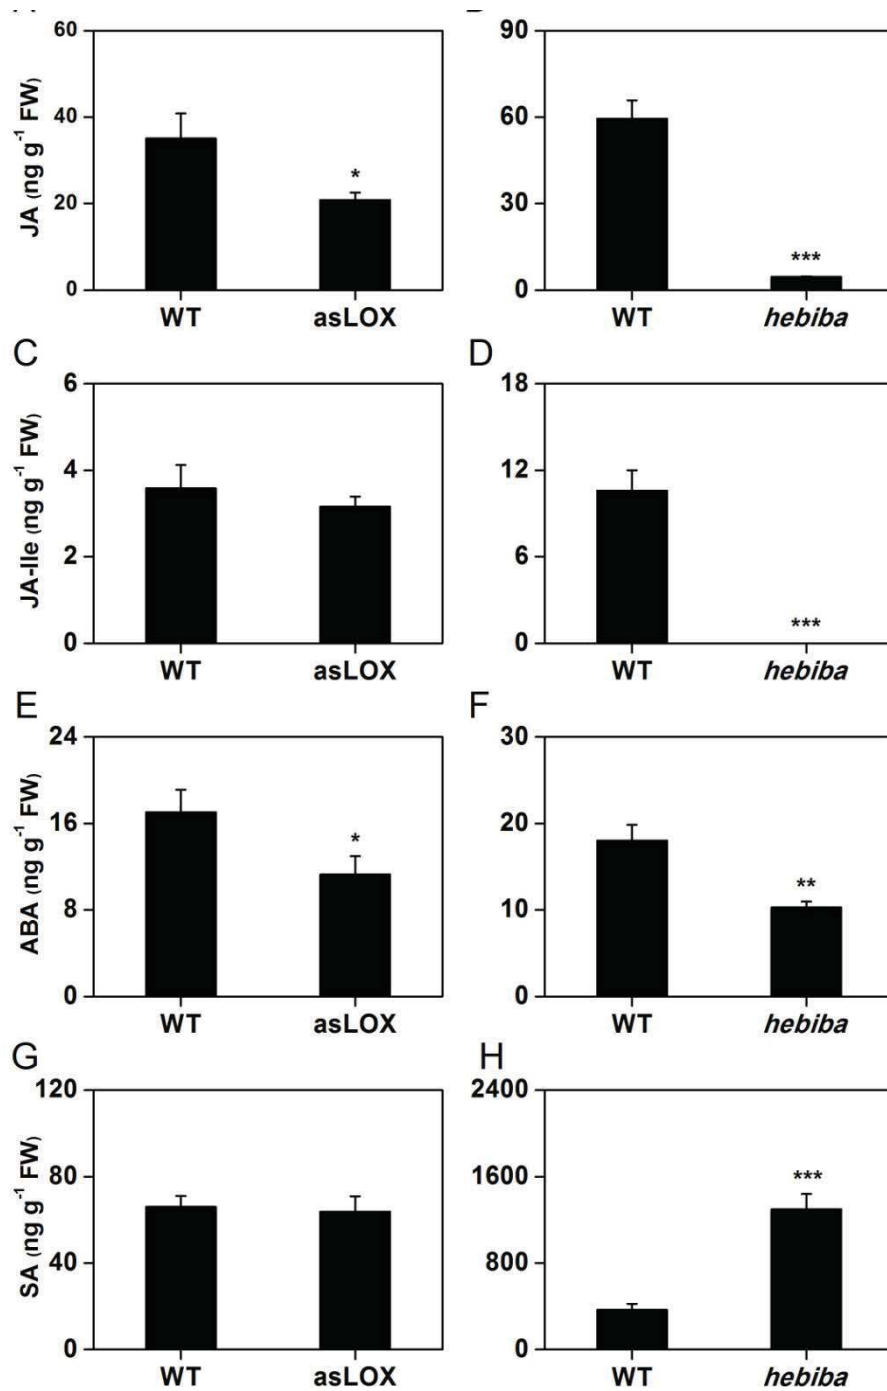 60
40
20
0
JA (ng g⁻¹ FW)
*
WT asLOX
90
60
30
0
***
WT hebiba
C
6
4
2
0
JA-Ile (ng g⁻¹ FW)
WT asLOX
D
18
12
6
0
***
WT hebiba
E
24
16
8
0
ABA (ng g⁻¹ FW)
*
WT asLOX
F
30
20
10
0
**
WT hebiba
G
120
80
40
0
SA (ng g⁻¹ FW)
WT asLOX
H
2400
1600
800
0
***
WT hebiba